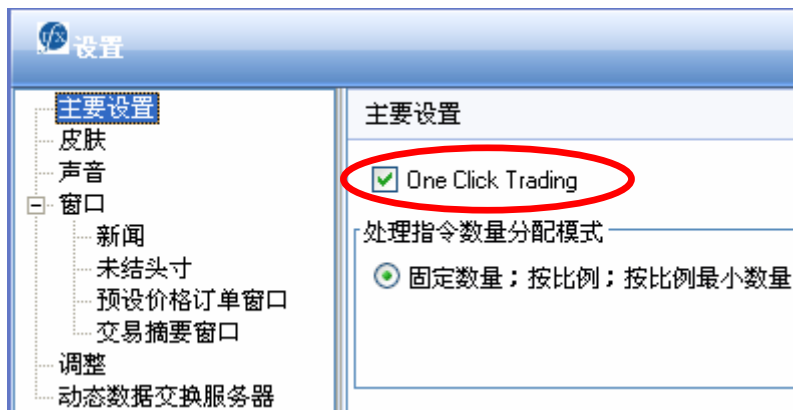 设置
主要设置
皮肤
声音
窗口
新闻
未结头寸
预设价格订单窗口
交易摘要窗口
调整
动态数据交换服务器
主要设置
One Click Trading
处理指令数量分配模式
固定数量；按比例；按比例最小数量